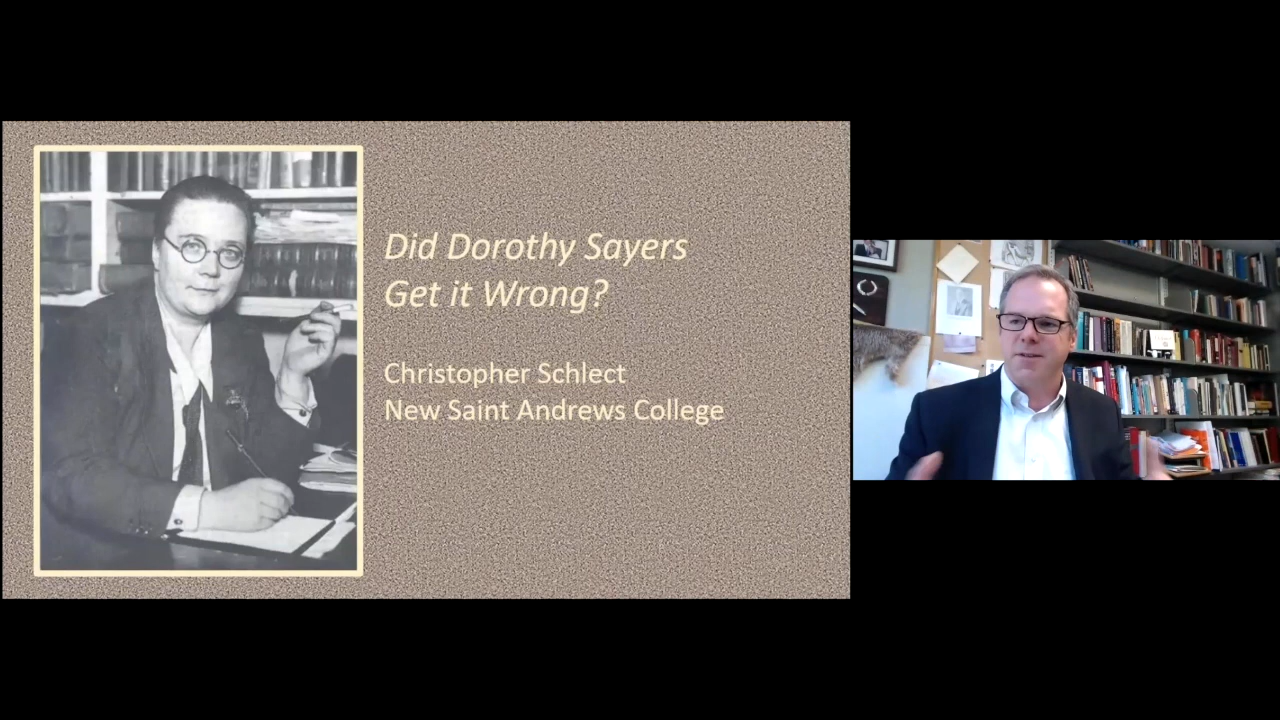 Did Dorothy Sayers
Get it Wrong?
Christopher Schlect
New Saint Andrews College